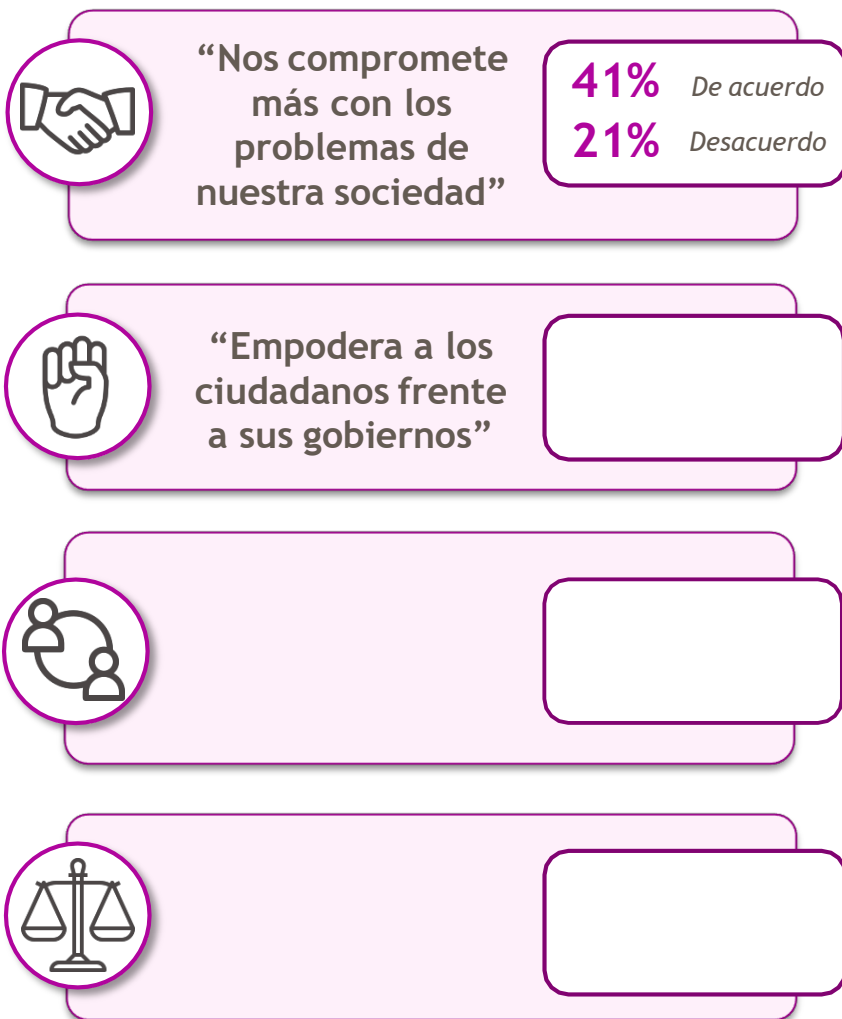 “Nos compromete
más con los
problemas de
nuestra sociedad”
41% De acuerdo
21% Desacuerdo
“Empodera a los
ciudadanos frente
a sus gobiernos”